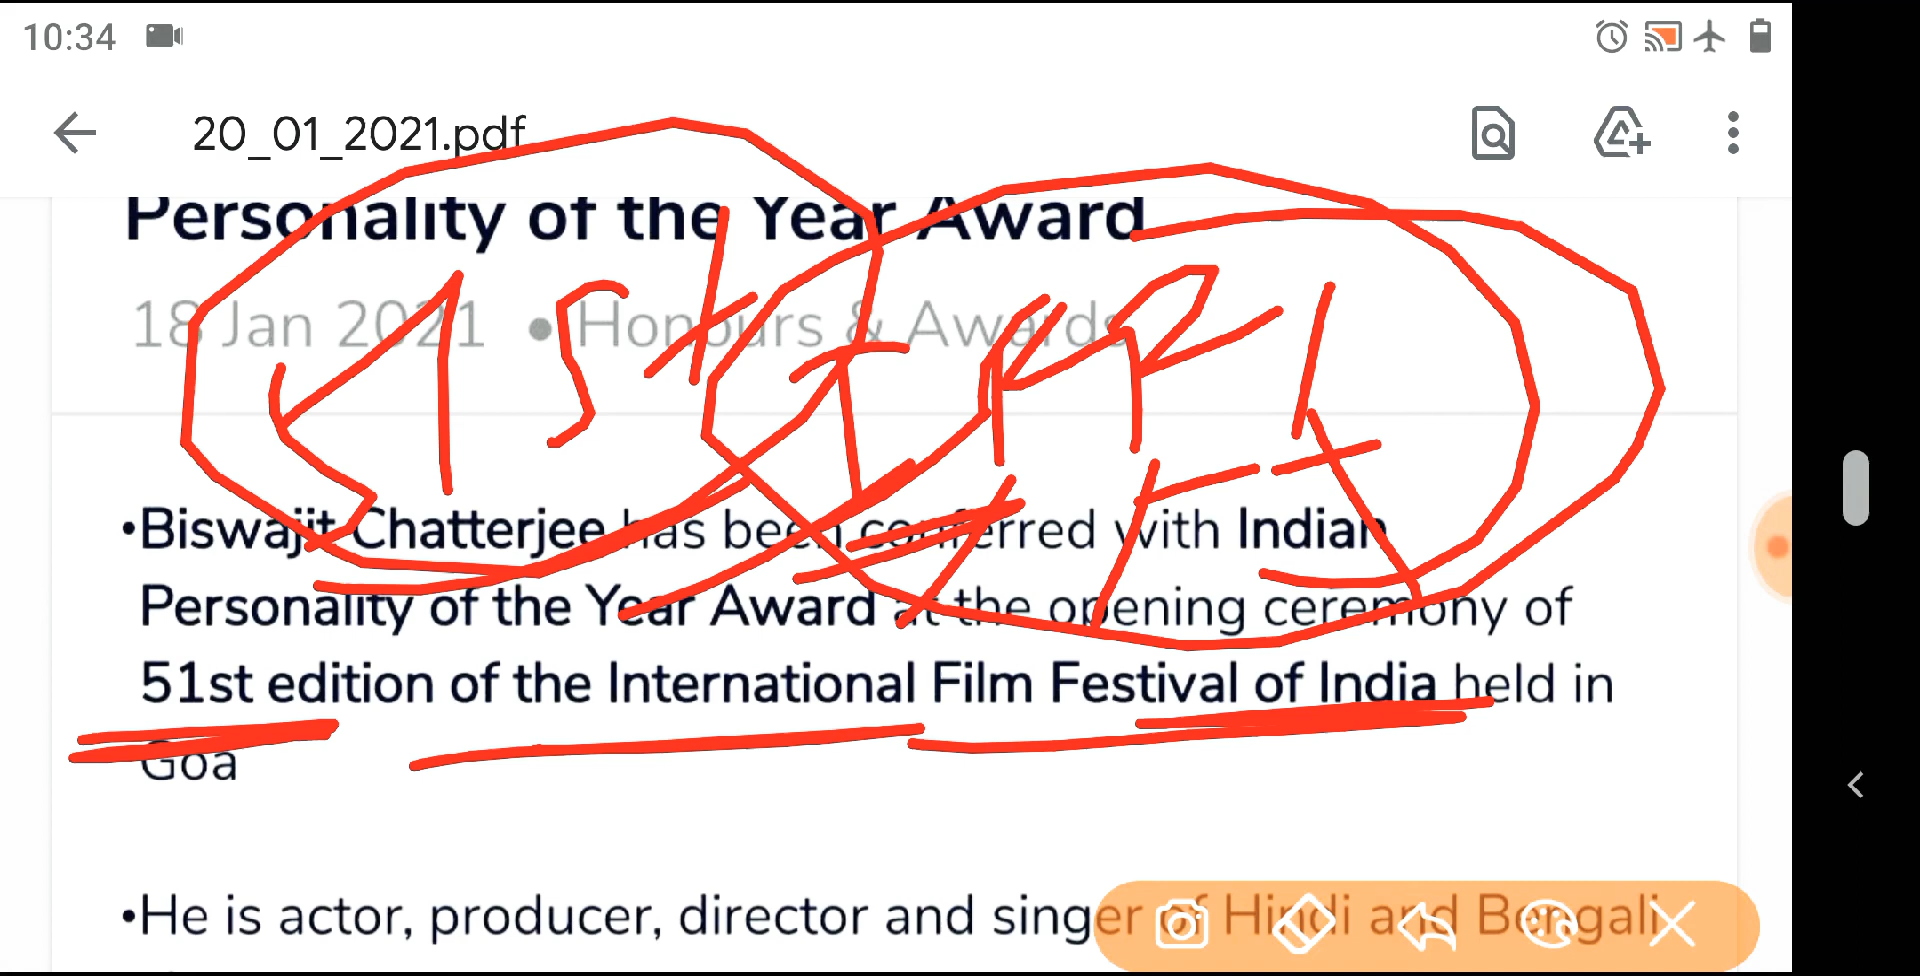 10:34
20_01_2021.pdf
Personality of the Year Award
18 Jan 2021 • Honours & Awards
51st
•Biswajit Chatterjee has been conferred with Indian
Personality of the Year Award at the opening ceremony of
51st edition of the International Film Festival of India held in
Goa
•He is actor, producer, director and singer of Hindi and Bengali